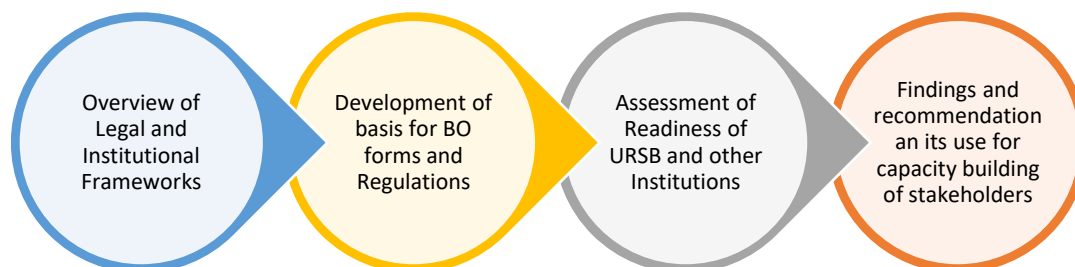 Overview of
Legal and
Institutional
Frameworks
Development of
basis for BO
forms and
Regulations
Assessment of
Readiness of
URSB and other
Institutions
Findings and
recommendation
an its use for
capacity building
of stakeholders